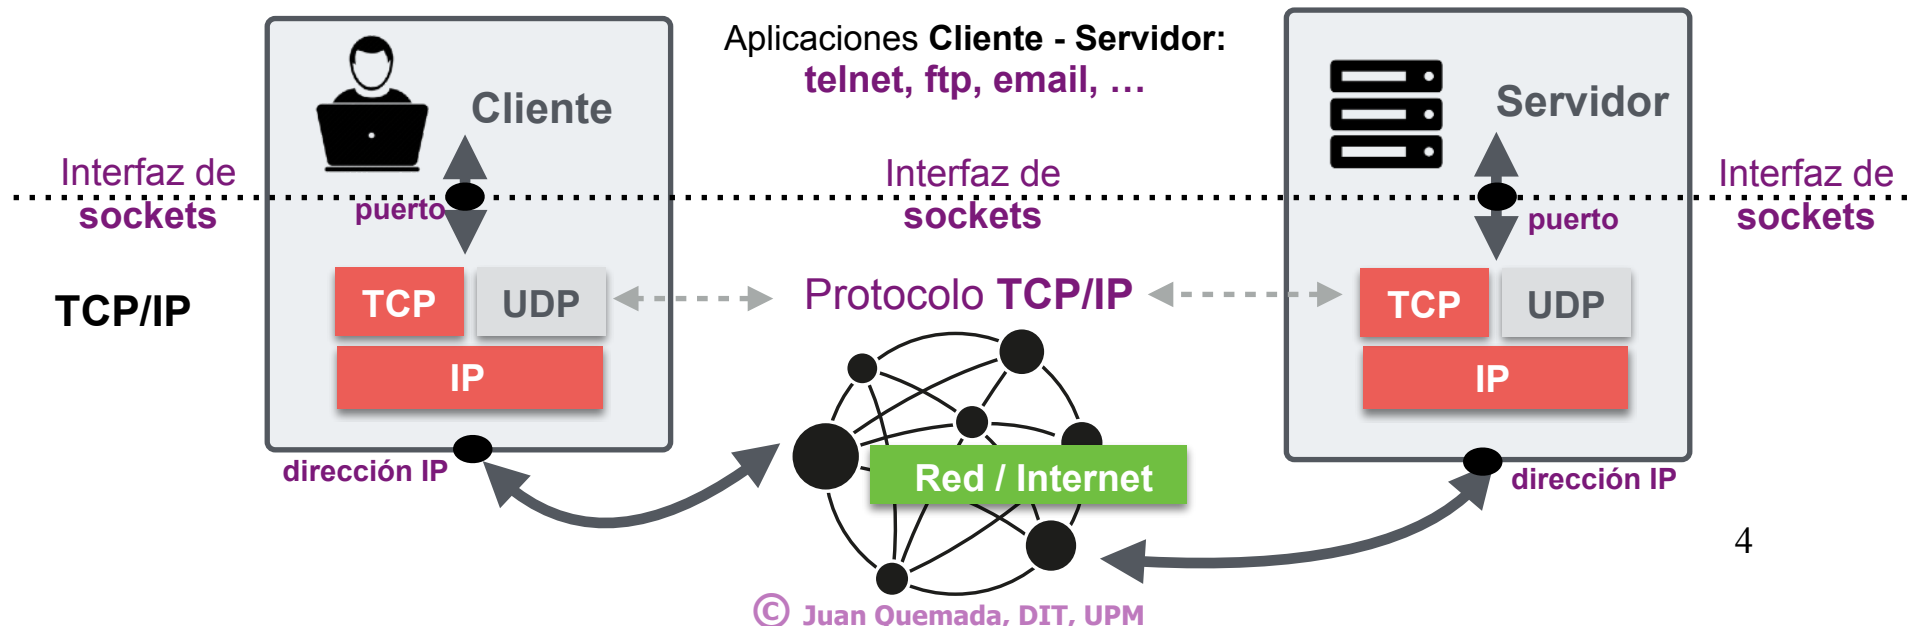 Aplicaciones Cliente - Servidor:
telnet, ftp, email, …
Cliente
Servidor
Interfaz de
sockets
puerto
Interfaz de
sockets
puerto
Interfaz de
sockets
TCP/IP
TCP
UDP
IP
Protocolo TCP/IP
TCP
UDP
IP
dirección IP
Red / Internet
dirección IP
4
© Juan Quemada, DIT, UPM